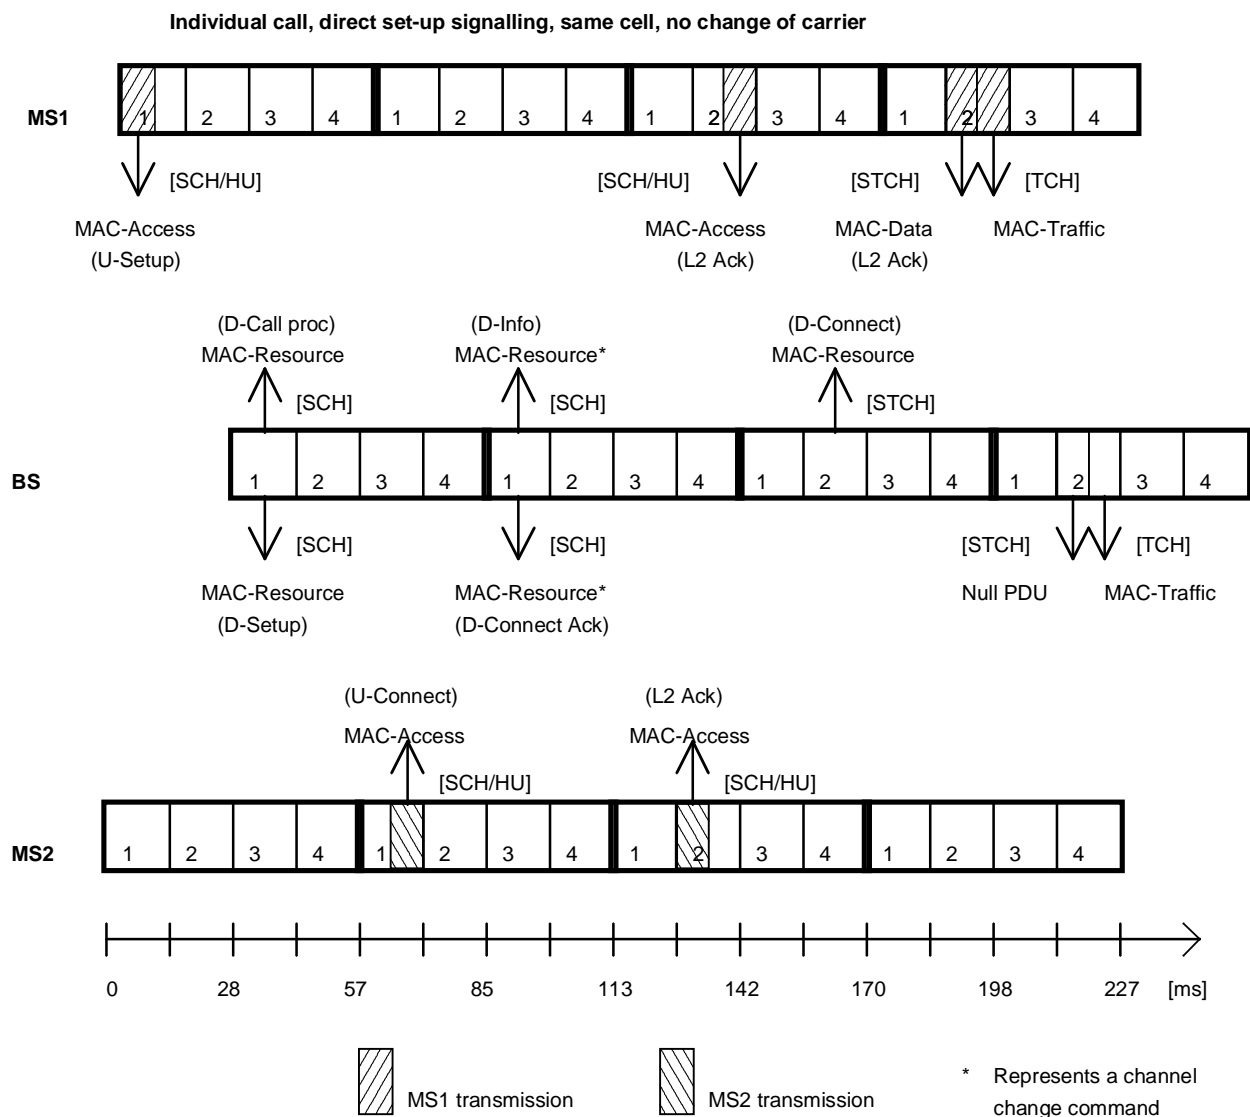 Individual call, direct set-up signalling, same cell, no change of carrier
MS1
1 2 3 4 1 2 3 4 1 2 3 4 1 2 3 4
[SCH/HU] [SCH/HU] [STCH] [TCH]
MAC-Access MAC-Access MAC-Data MAC-Traffic
(U-Setup) (L2 Ack) (L2 Ack)
(D-Call proc) (D-Info) (D-Connect)
MAC-Resource MAC-Resource* MAC-Resource
[SCH] [SCH] [STCH]
BS
1 2 3 4 1 2 3 4 1 2 3 4 1 2 3 4
[SCH] [SCH] [STCH] [TCH]
MAC-Resource MAC-Resource* Null PDU MAC-Traffic
(D-Setup) (D-Connect Ack)
(U-Connect) (L2 Ack)
MAC-Access MAC-Access
[SCH/HU] [SCH/HU]
MS2
1 2 3 4 1 2 3 4 1 2 3 4 1 2 3 4
0 28 57 85 113 142 170 198 227 [ms]
MS1 transmission MS2 transmission
* Represents a channel
change command